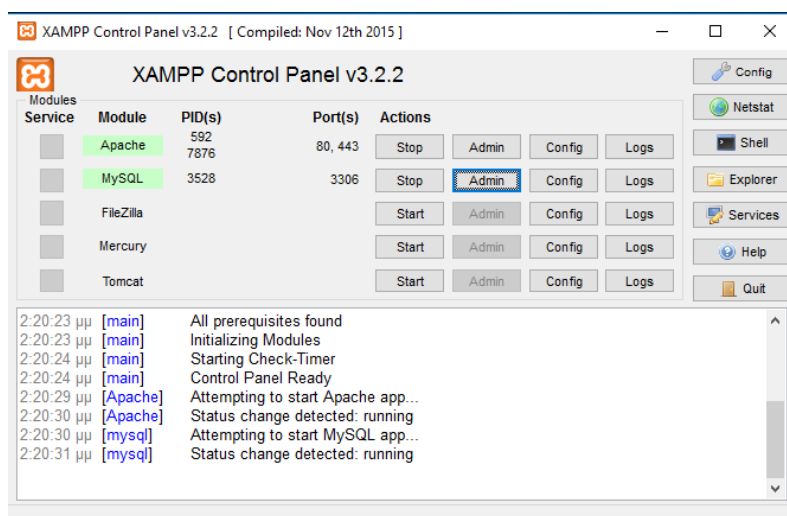 XAMPP Control Panel v3.2.2 [ Compiled: Nov 12th 2015 ]
XAMPP Control Panel v3.2.2
Config
Modules
Service Module PID(s) Port(s) Actions
Netstat
Apache 592 7876 80, 443 Stop Admin Config Logs
Shell
MySQL 3528 3306 Stop Admin Config Logs
Explorer
FileZilla Start Admin Config Logs
Services
Mercury Start Admin Config Logs
Help
Tomcat Start Admin Config Logs
Quit
2:20:23 μμ [main] All prerequisites found
2:20:23 μμ [main] Initializing Modules
2:20:24 μμ [main] Starting Check-Timer
2:20:24 μμ [main] Control Panel Ready
2:20:29 μμ [Apache] Attempting to start Apache app...
2:20:30 μμ [Apache] Status change detected: running
2:20:30 μμ [mysql] Attempting to start MySQL app...
2:20:31 μμ [mysql] Status change detected: running